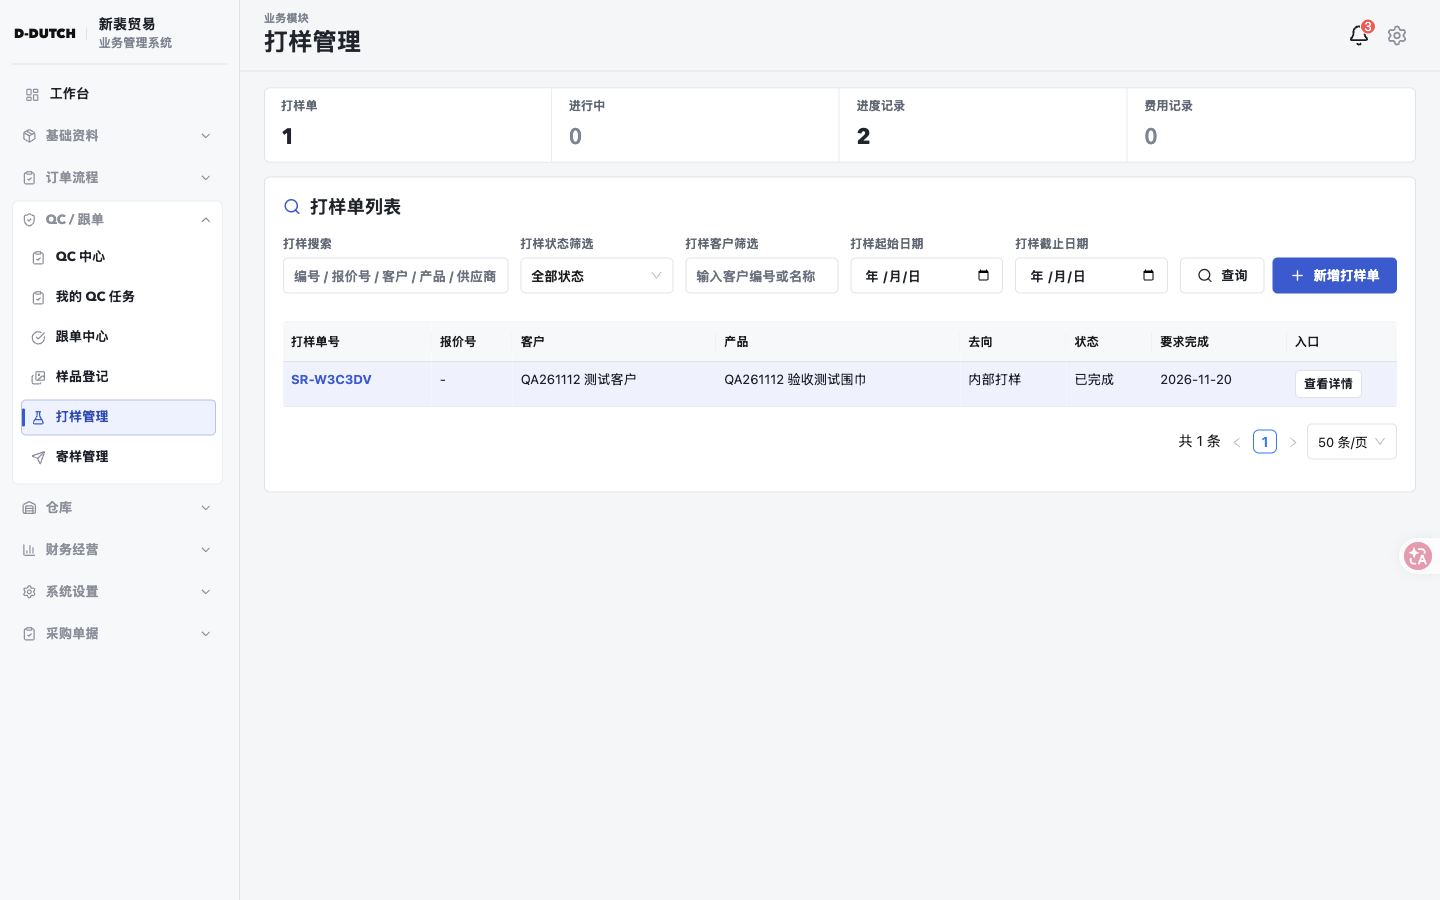 D-DUTCH
新裴贸易
业务管理系统
工作台
基础资料
订单流程
QC / 跟单
QC 中心
我的 QC 任务
跟单中心
样品登记
打样管理
寄样管理
仓库
财务经营
系统设置
采购单据
业务模块
打样管理
3
打样单
1
进行中
0
进度记录
2
费用记录
0
打样单列表
打样搜索
编号 / 报价号 / 客户 / 产品 / 供应商
打样状态筛选
全部状态
打样客户筛选
输入客户编号或名称
打样起始日期
年 /月/日
打样截止日期
年 /月/日
查询
新增打样单
打样单号 报价号 客户 产品 去向 状态 要求完成 入口
SR-W3C3DV - QA261112 测试客户 QA261112 验收测试围巾 内部打样 已完成 2026-11-20 查看详情
共 1 条
1
50 条/页